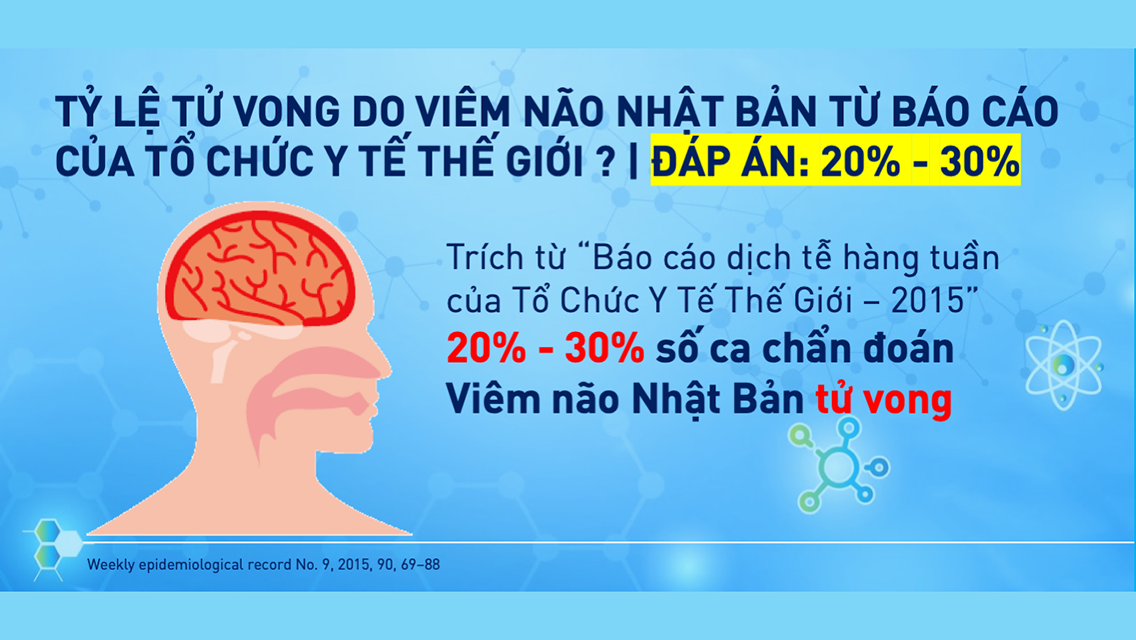 TỶ LỆ TỬ VONG DO VIÊM NÃO NHẬT BẢN TỪ BÁO CÁO
CỦA TỔ CHỨC Y TẾ THẾ GIỚI ? | ĐÁP ÁN: 20% - 30%
Trích từ “Báo cáo dịch tễ hàng tuần
của Tổ Chức Y Tế Thế Giới – 2015”
20% - 30% số ca chẩn đoán
Viêm não Nhật Bản tử vong
Weekly epidemiological record No. 9, 2015, 90, 69–88